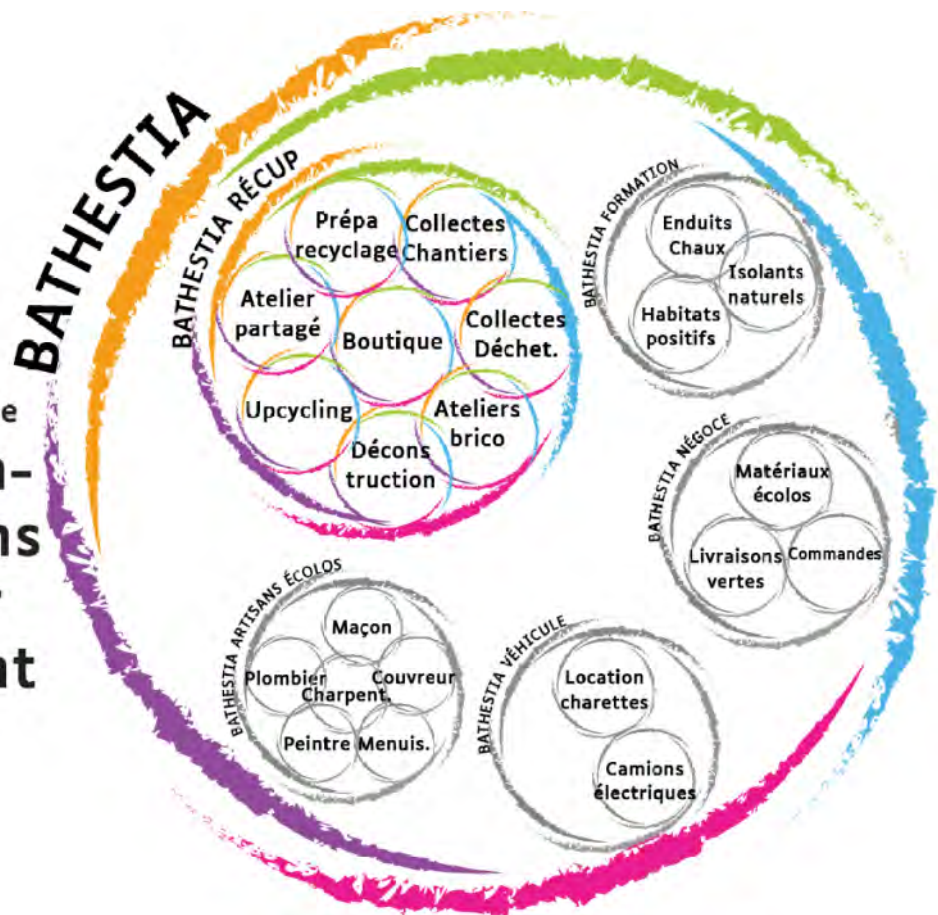 BATHESTIA
BATHESTIA RÉCUP
Prépa
recyclage
Collectes
Chantiers
Atelier
partagé
Boutique
Collectes
Déchet.
Upcycling
Ateliers
brico
Décons
truction
BATHESTIA FORMATION
Enduits
Chaux
Isolants
naturels
Habitats
positifs
BATHESTIA NÉGOCE
Matériaux
écolos
Livraisons
vertes
Commandes
BATHESTIA ARTISANS ÉCOLOS
Maçon
Plombier
Charpent.
Couvreur
Peintre
Menuis.
BATHESTIA VÉHICULE
Location
charettes
Camions
électriques